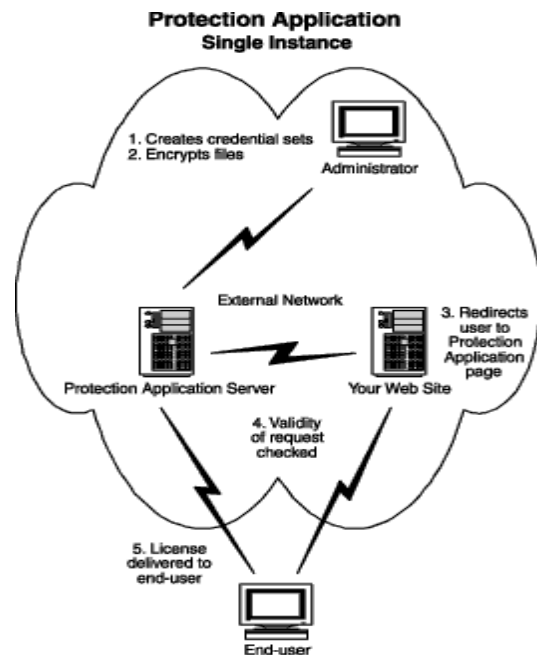 Protection Application
Single Instance
1. Creates credential sets
2. Encrypts files
Administrator
External Network
3. Redirects
user to
Protection
Application
page
Protection Application Server
Your Web Site
4. Validity
of request
checked
5. License
delivered to
end-user
End-user